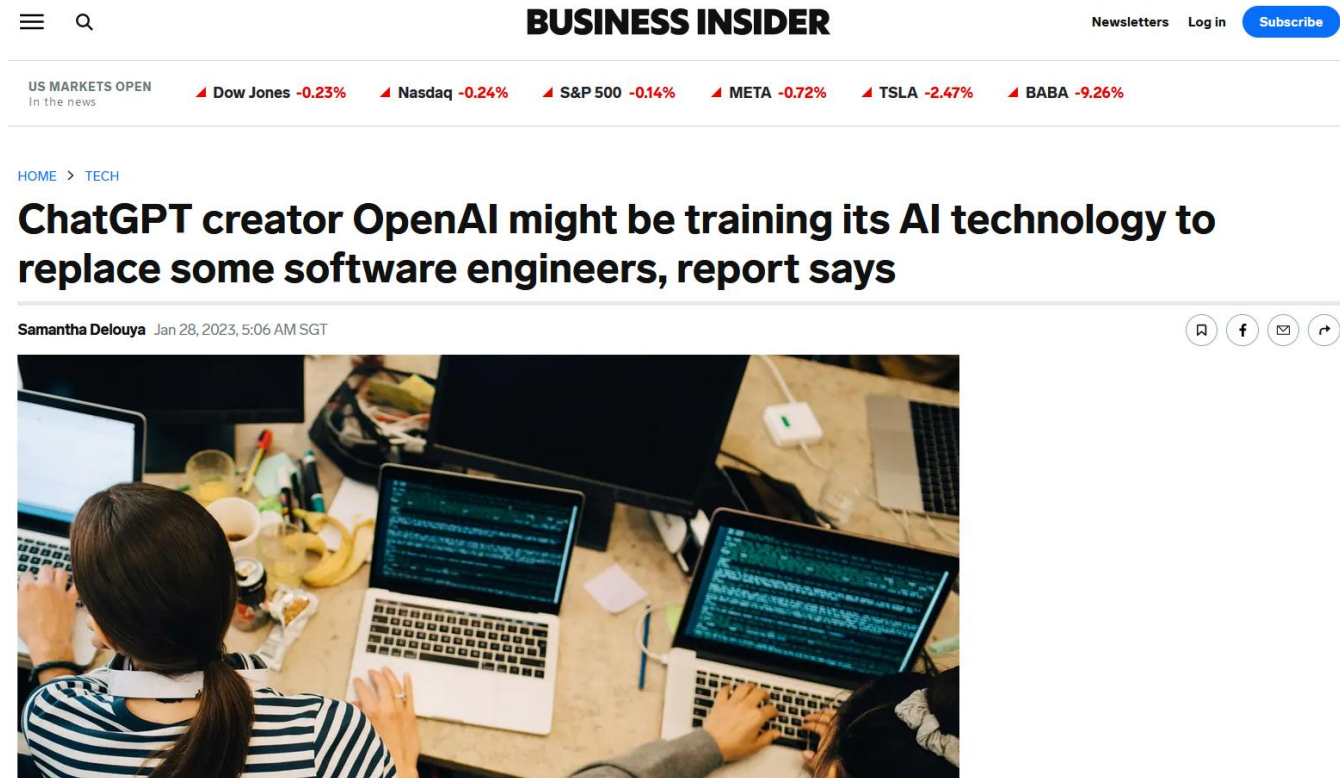 BUSINESS INSIDER
Newsletters Log in Subscribe
US MARKETS OPEN
In the news
Dow Jones -0.23% Nasdaq -0.24% S&P 500 -0.14% META -0.72% TSLA -2.47% BABA -9.26%
HOME > TECH
ChatGPT creator OpenAI might be training its AI technology to
replace some software engineers, report says
Samantha Delouya Jan 28, 2023, 5:06 AM SGT